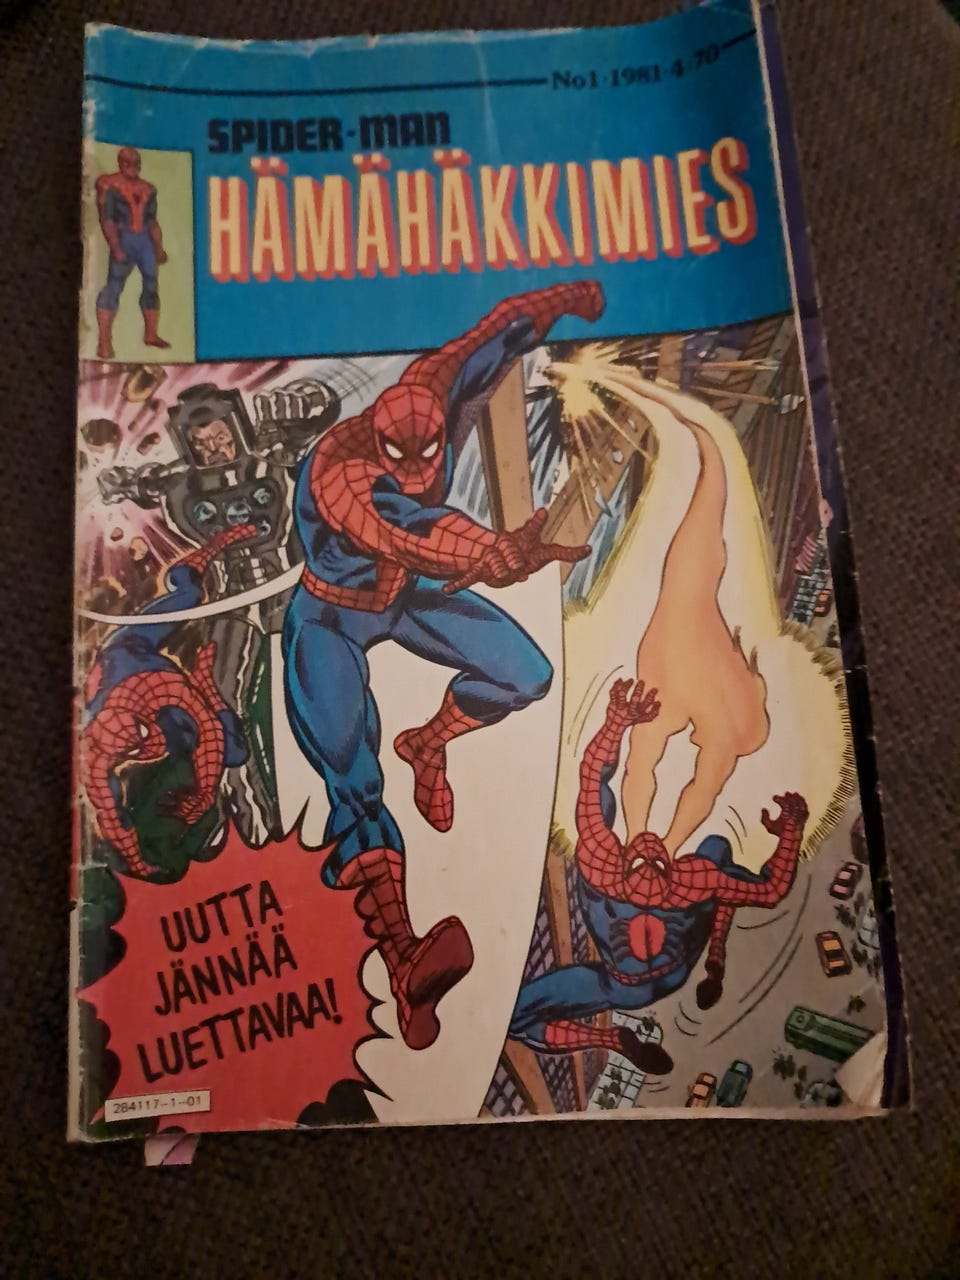 No1·1981·4:70
SPIDER-MAN
HÄMÄHÄKKIMIES
UUTTA
JÄNNÄÄ
LUETTAVAA!
284117-1-01